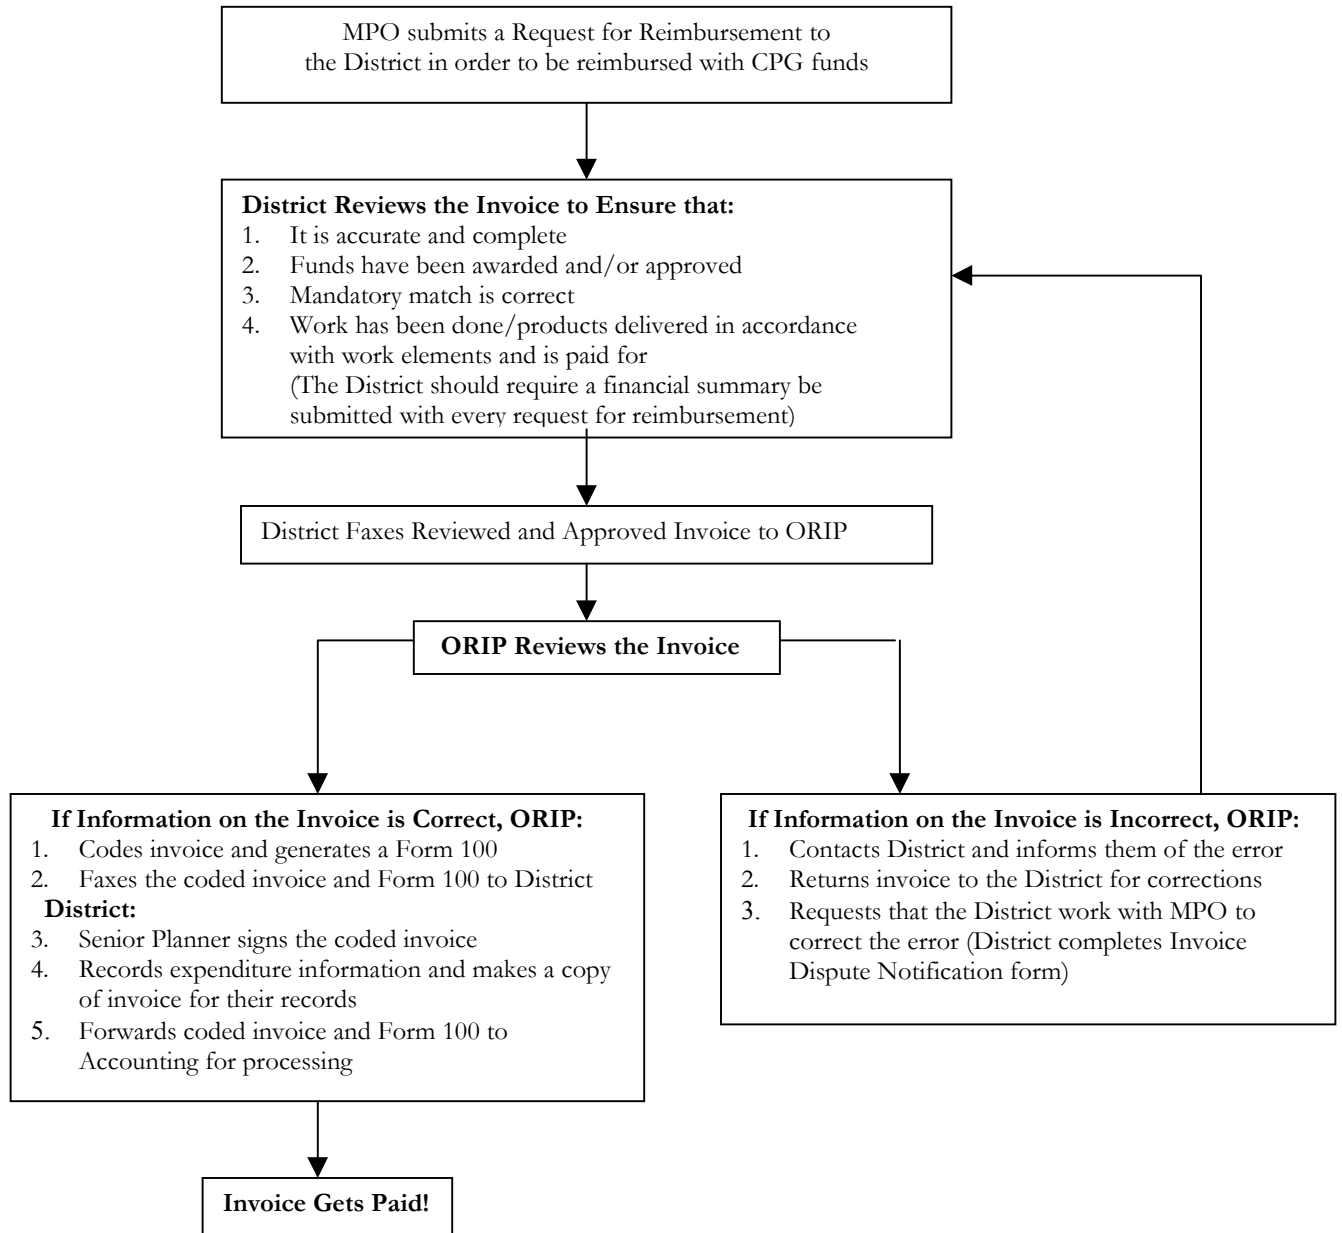 MPO submits a Request for Reimbursement to
the District in order to be reimbursed with CPG funds
District Reviews the Invoice to Ensure that:
1. It is accurate and complete
2. Funds have been awarded and/or approved
3. Mandatory match is correct
4. Work has been done/products delivered in accordance
with work elements and is paid for
(The District should require a financial summary be
submitted with every request for reimbursement)
District Faxes Reviewed and Approved Invoice to ORIP
ORIP Reviews the Invoice
If Information on the Invoice is Correct, ORIP:
1. Codes invoice and generates a Form 100
2. Faxes the coded invoice and Form 100 to District
District:
3. Senior Planner signs the coded invoice
4. Records expenditure information and makes a copy
of invoice for their records
5. Forwards coded invoice and Form 100 to
Accounting for processing
If Information on the Invoice is Incorrect, ORIP:
1. Contacts District and informs them of the error
2. Returns invoice to the District for corrections
3. Requests that the District work with MPO to
correct the error (District completes Invoice
Dispute Notification form)
Invoice Gets Paid!